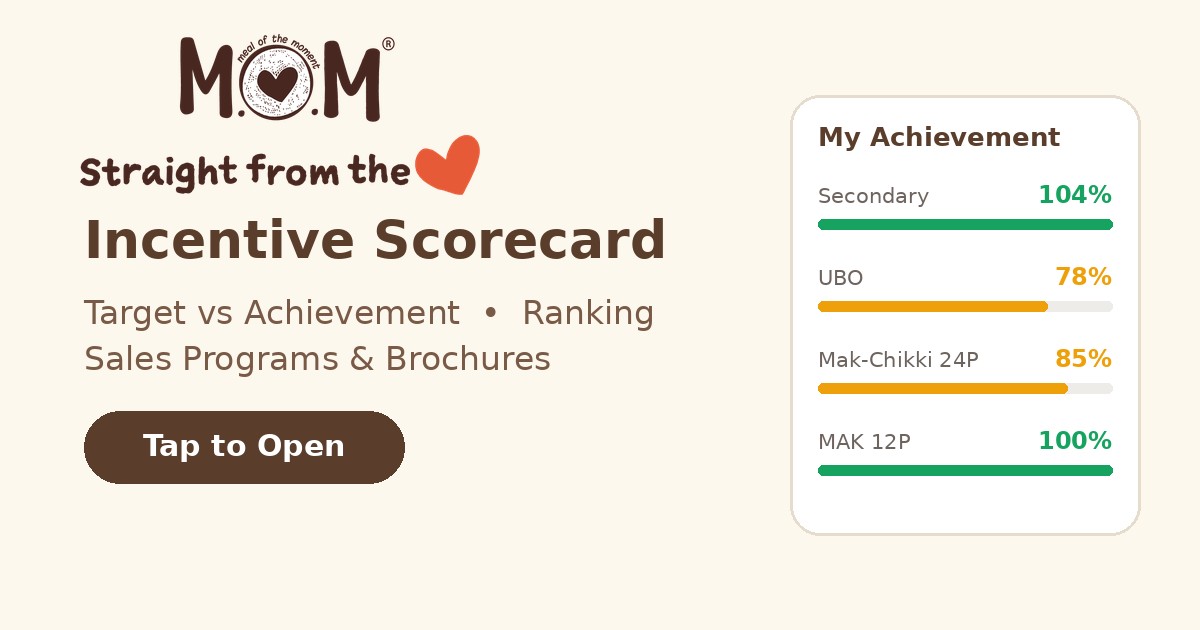 M.O.M®
meal of the moment
Straight from the
Incentive Scorecard
Target vs Achievement • Ranking
Sales Programs & Brochures
Tap to Open
My Achievement
Secondary 104%
UBO 78%
Mak-Chikki 24P 85%
MAK 12P 100%